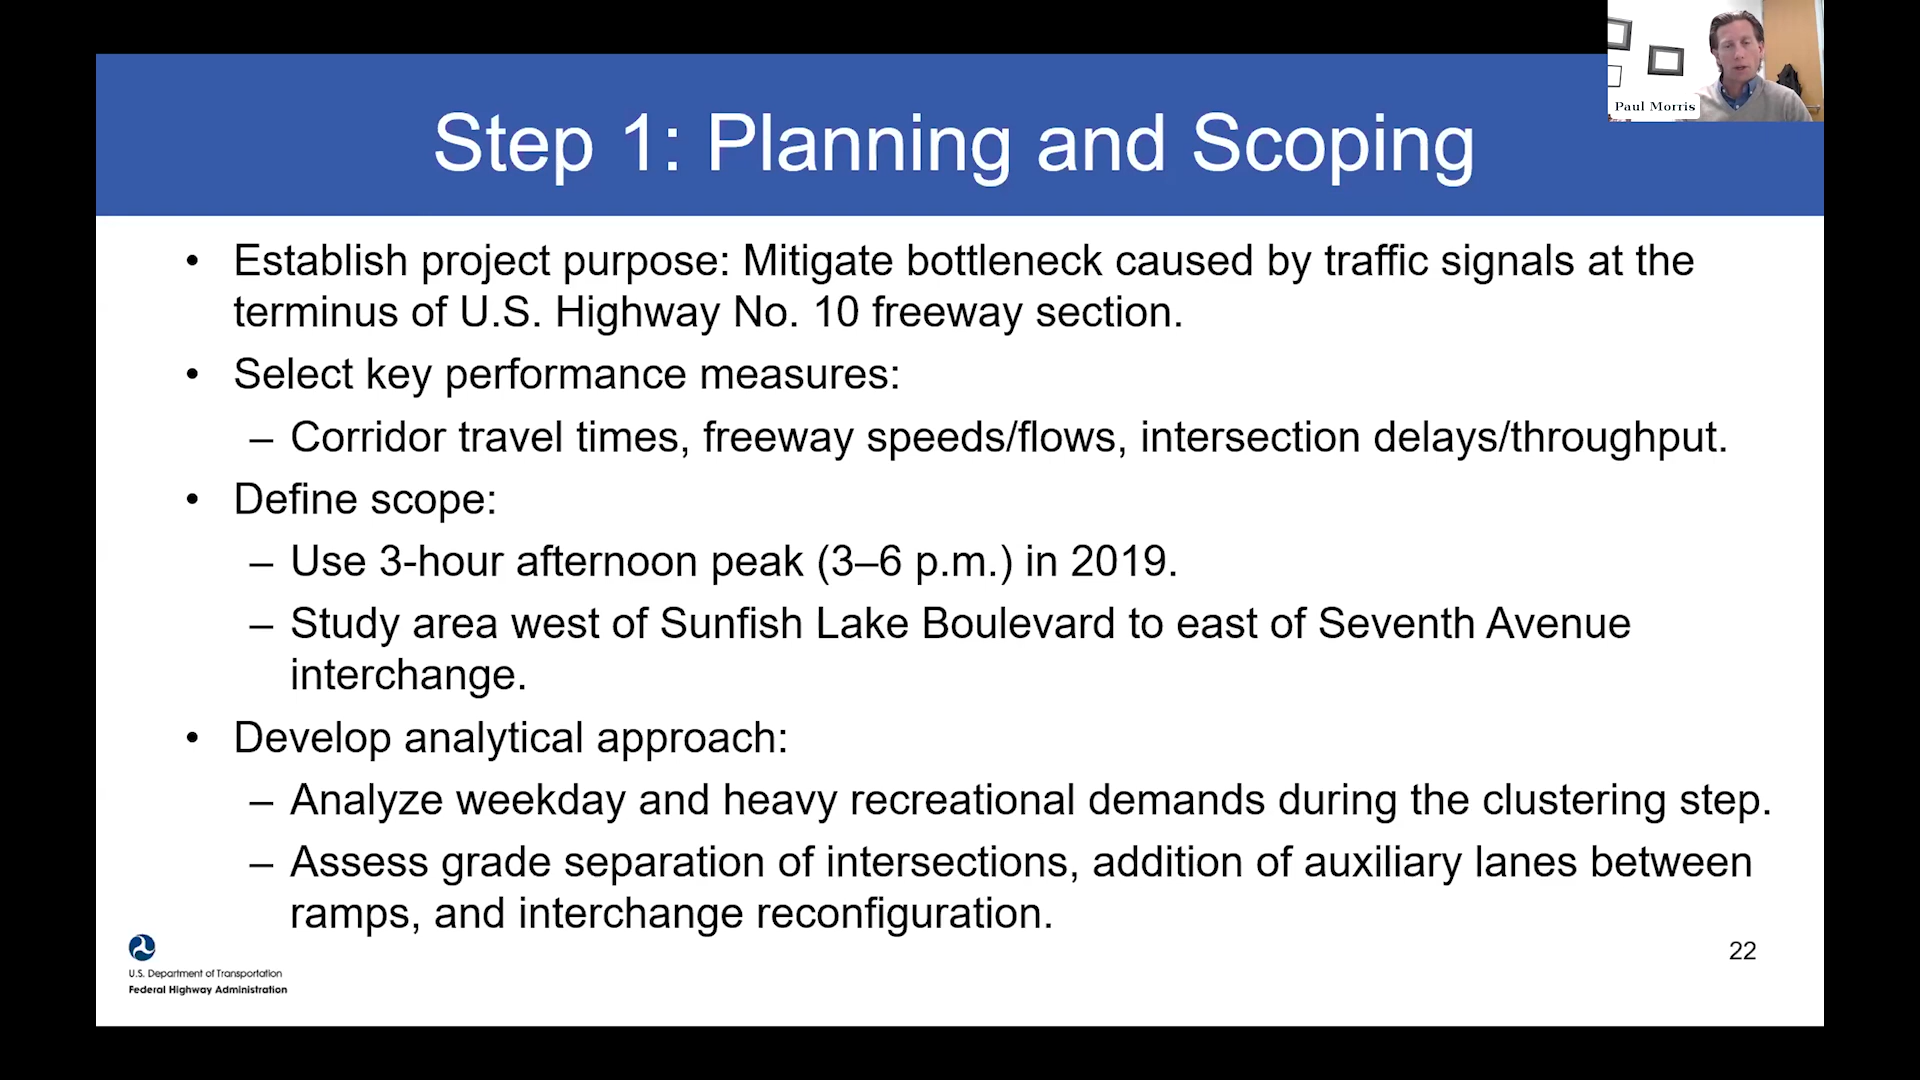 Paul Morris
Step 1: Planning and Scoping
• Establish project purpose: Mitigate bottleneck caused by traffic signals at the
terminus of U.S. Highway No. 10 freeway section.
• Select key performance measures:
– Corridor travel times, freeway speeds/flows, intersection delays/throughput.
• Define scope:
– Use 3-hour afternoon peak (3–6 p.m.) in 2019.
– Study area west of Sunfish Lake Boulevard to east of Seventh Avenue
interchange.
• Develop analytical approach:
– Analyze weekday and heavy recreational demands during the clustering step.
– Assess grade separation of intersections, addition of auxiliary lanes between
ramps, and interchange reconfiguration.
22
U.S. Department of Transportation
Federal Highway Administration